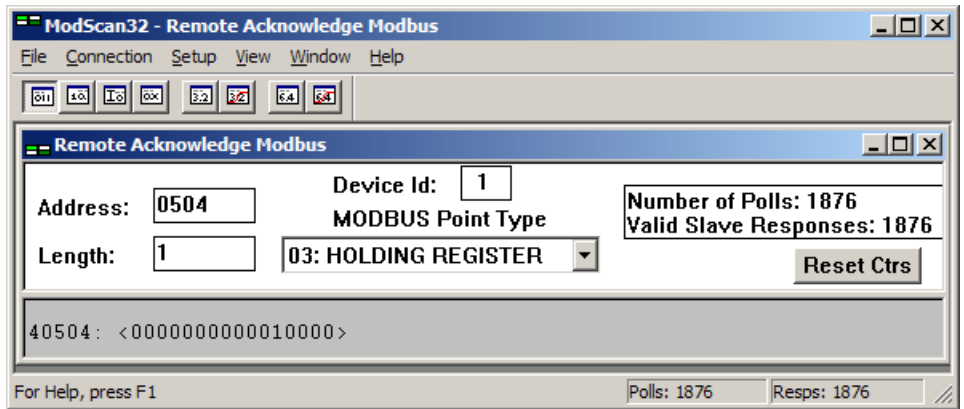 ModScan32 - Remote Acknowledge Modbus
File Connection Setup View Window Help
Remote Acknowledge Modbus
Address: 0504
Device Id: 1
MODBUS Point Type
Length: 1
03: HOLDING REGISTER
Number of Polls: 1876
Valid Slave Responses: 1876
Reset Ctrs
40504: <0000000000010000>
For Help, press F1
Polls: 1876
Resps: 1876